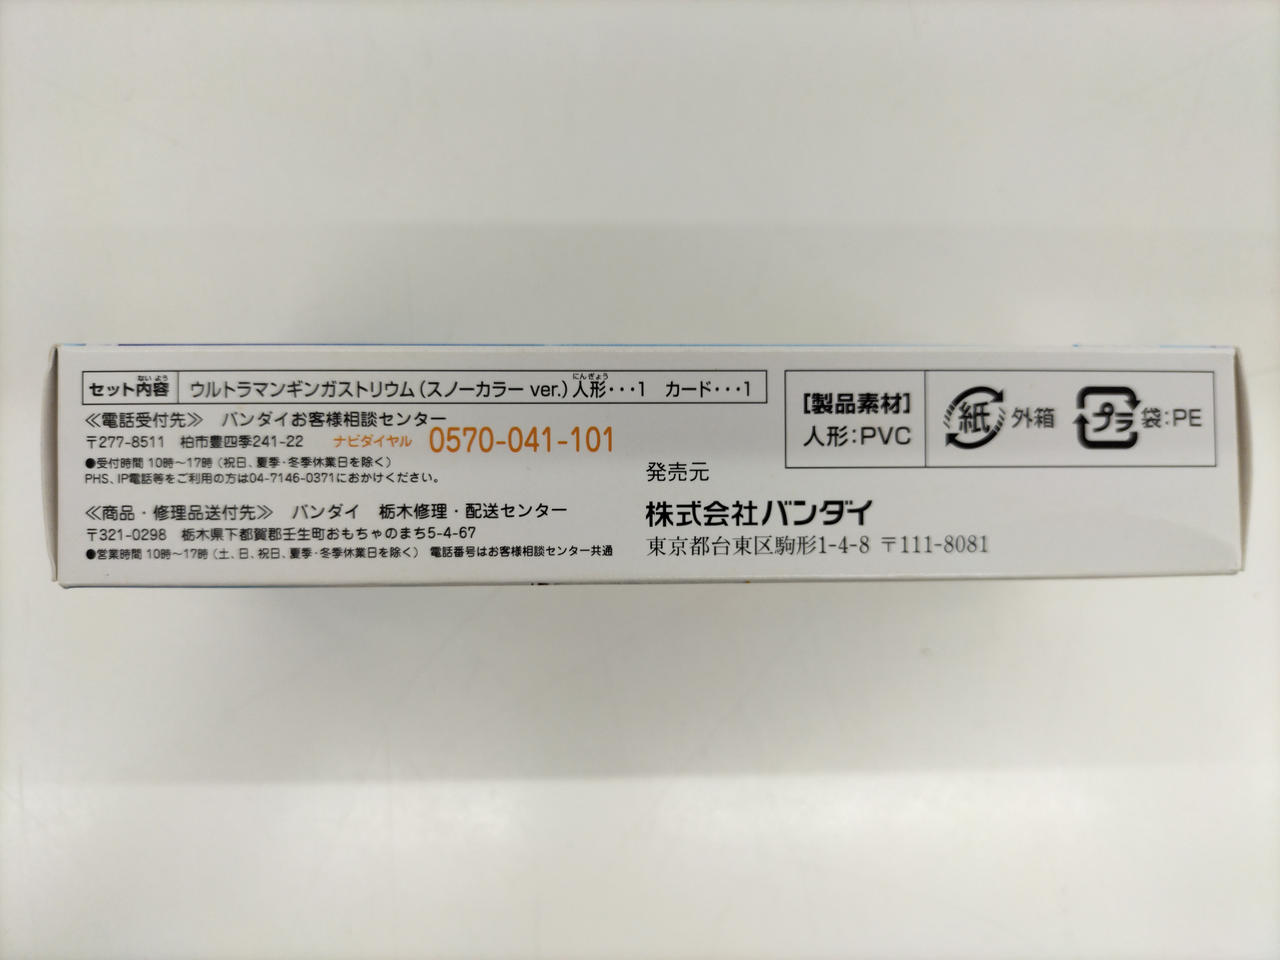 セット内容 ウルトラマンギンガストリウム(スノーカラー ver.)人形・・・1 カード・・・1
≪電話受付先≫ バンダイお客様相談センター
〒277-8511 柏市豊四季241-22 ナビダイヤル 0570-041-101
●受付時間 10時〜17時(祝日、夏季・冬季休業日を除く)
PHS、IP電話等をご利用の方は04-7146-0371におかけください。
≪商品・修理品送付先≫ バンダイ 栃木修理・配送センター
〒321-0298 栃木県下都賀郡壬生町おもちゃのまち5-4-67
●営業時間 10時〜17時(土、日、祝日、夏季・冬季休業日を除く) 電話番号はお客様相談センター共通
発売元
株式会社バンダイ
東京都台東区駒形1-4-8 〒111-8081
[製品素材]
人形:PVC
紙 外箱
プラ 袋:PE